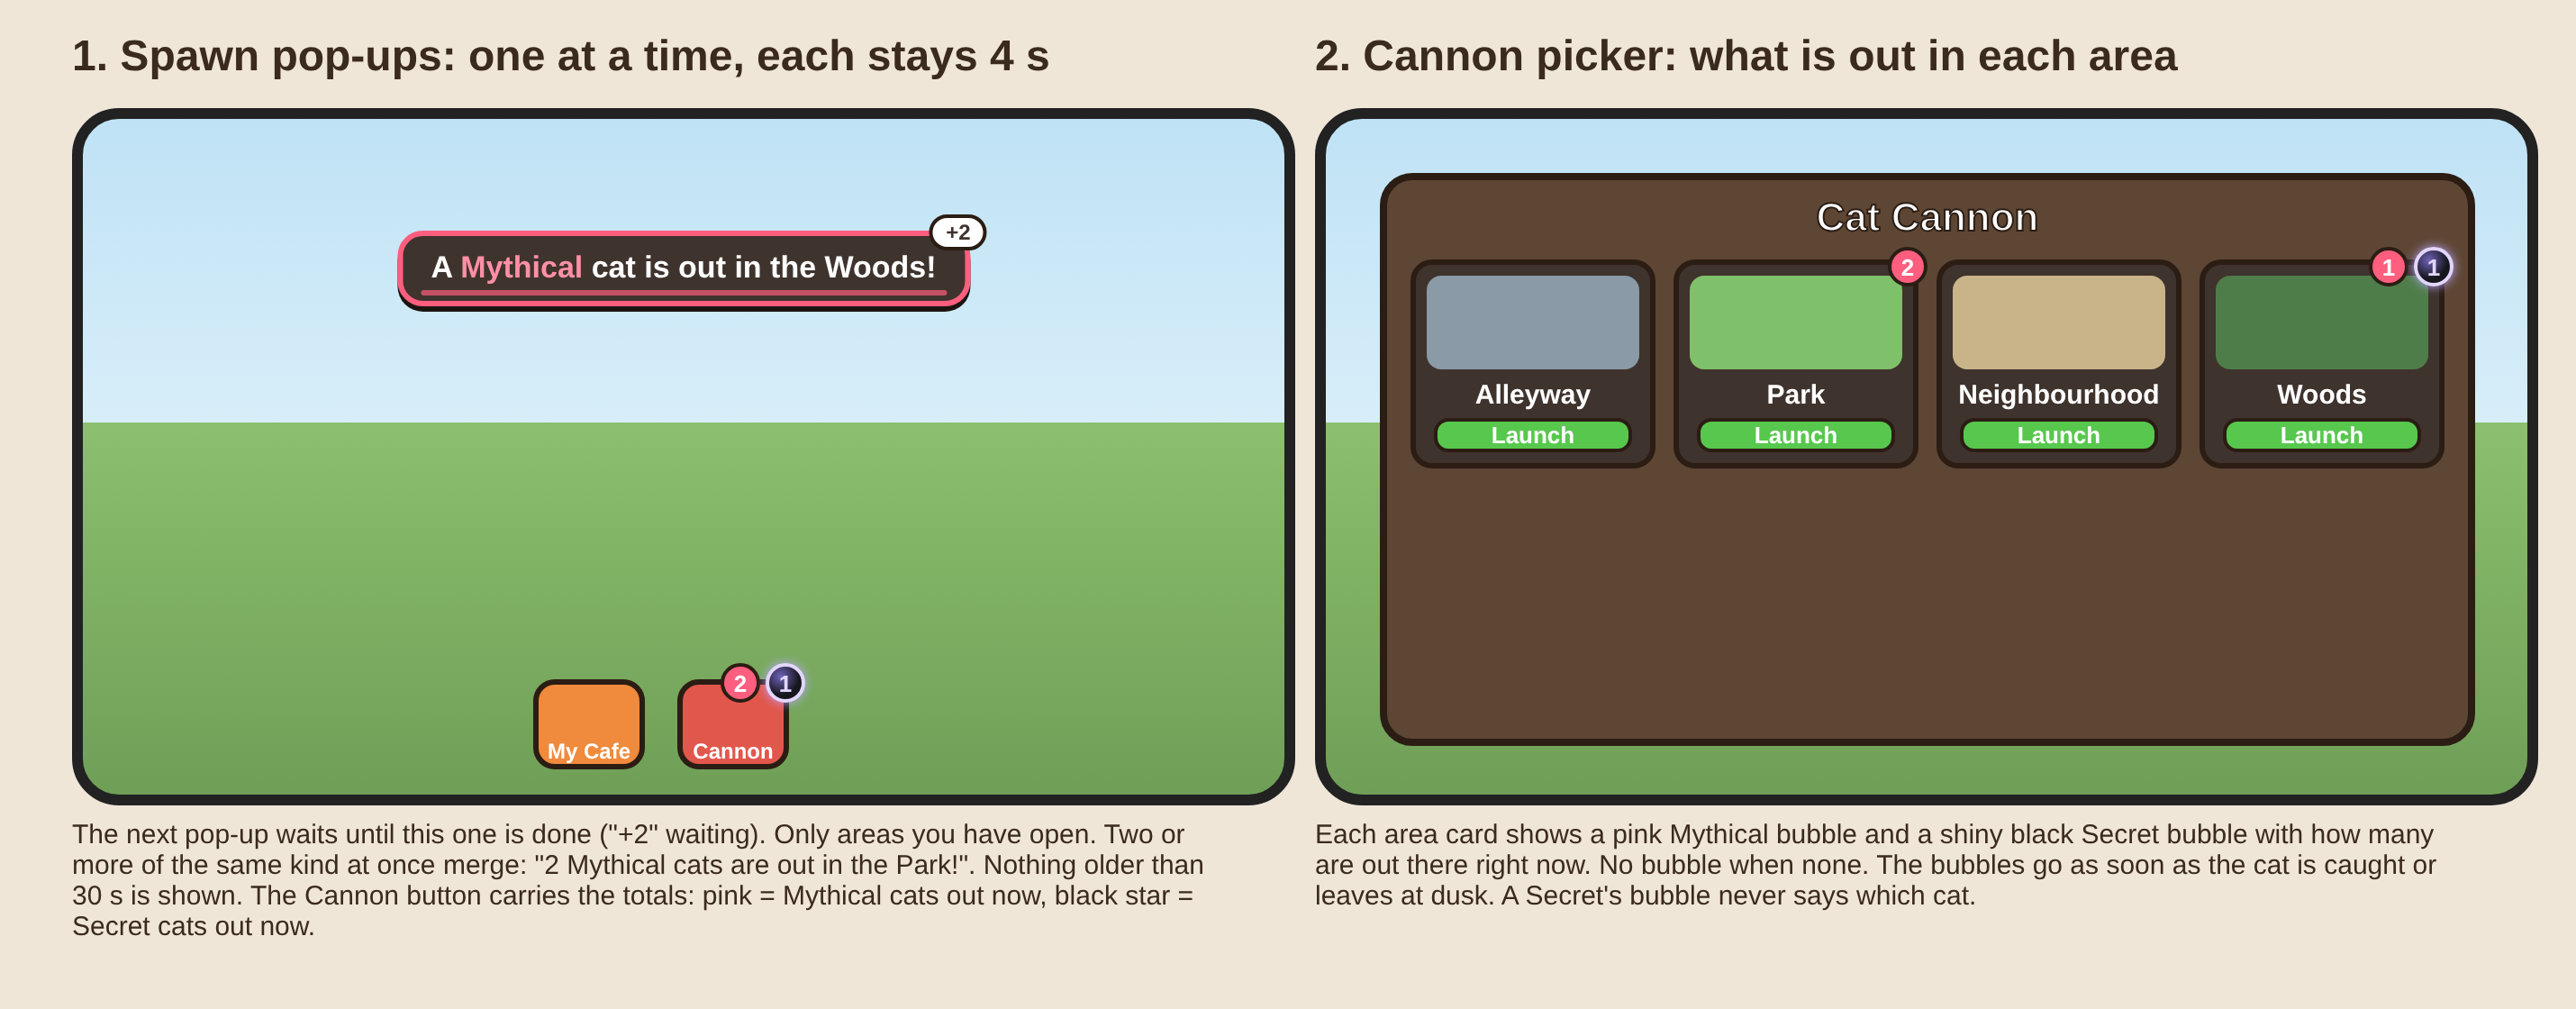 1. Spawn pop-ups: one at a time, each stays 4 s
+2
A Mythical cat is out in the Woods!
2 1
My Cafe Cannon
The next pop-up waits until this one is done ("+2" waiting). Only areas you have open. Two or
more of the same kind at once merge: "2 Mythical cats are out in the Park!". Nothing older than
30 s is shown. The Cannon button carries the totals: pink = Mythical cats out now, black star =
Secret cats out now.
2. Cannon picker: what is out in each area
Cat Cannon
2 1 1
Alleyway Park Neighbourhood Woods
Launch Launch Launch Launch
Each area card shows a pink Mythical bubble and a shiny black Secret bubble with how many
are out there right now. No bubble when none. The bubbles go as soon as the cat is caught or
leaves at dusk. A Secret's bubble never says which cat.